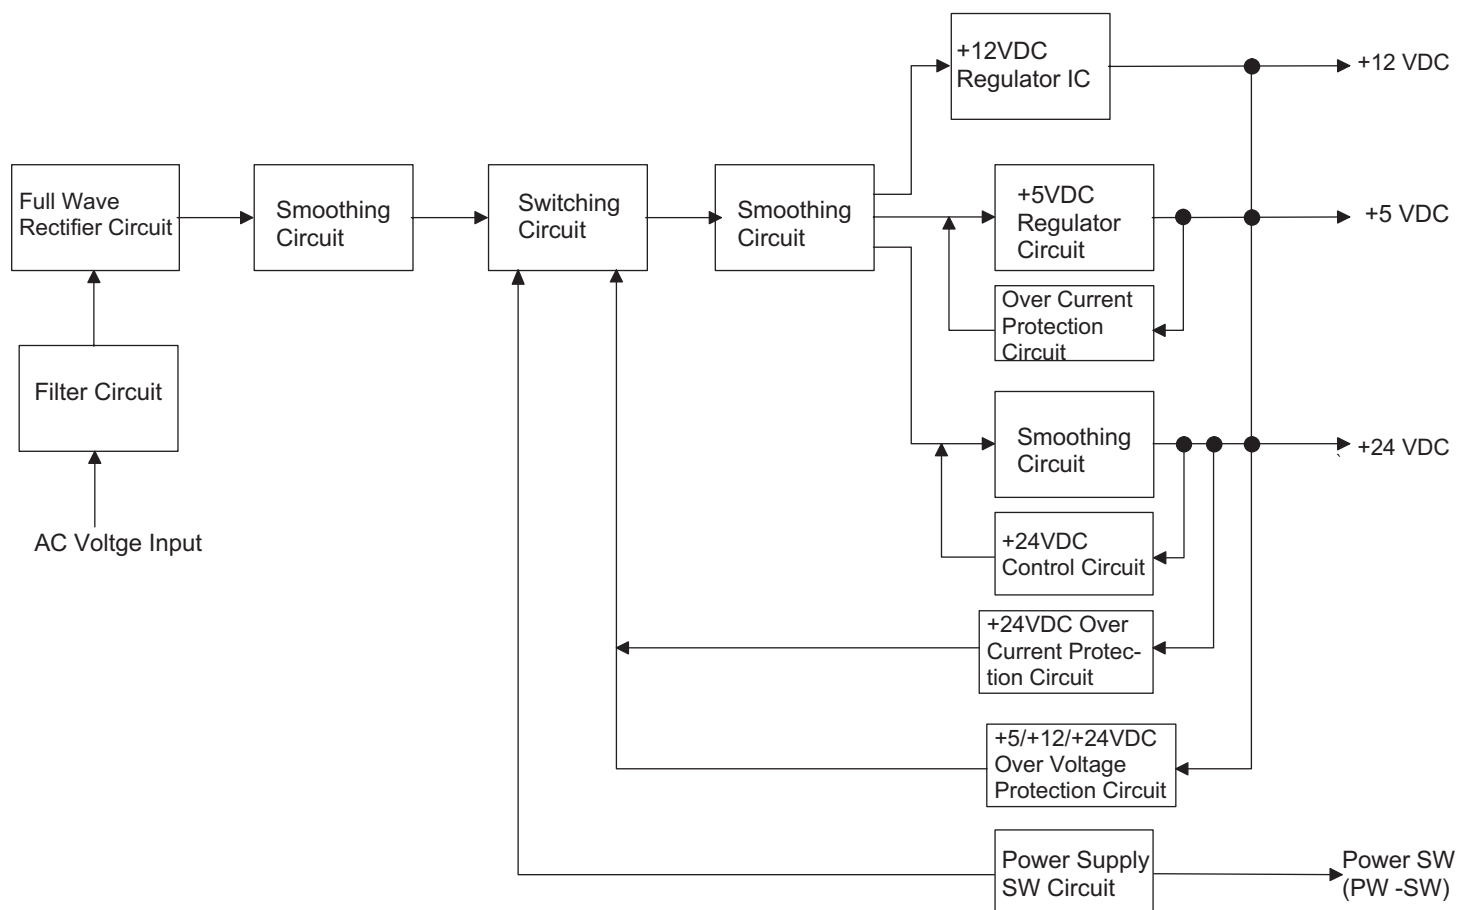 +12VDC
Regulator IC
+12 VDC
Full Wave
Rectifier Circuit
Smoothing
Circuit
Switching
Circuit
Smoothing
Circuit
+5VDC
Regulator
Circuit
+5 VDC
Over Current
Protection
Circuit
Filter Circuit
Smoothing
Circuit
+24 VDC
AC Voltge Input
+24VDC
Control Circuit
+24VDC Over
Current Protec-
tion Circuit
+5/+12/+24VDC
Over Voltage
Protection Circuit
Power Supply
SW Circuit
Power SW
(PW -SW)